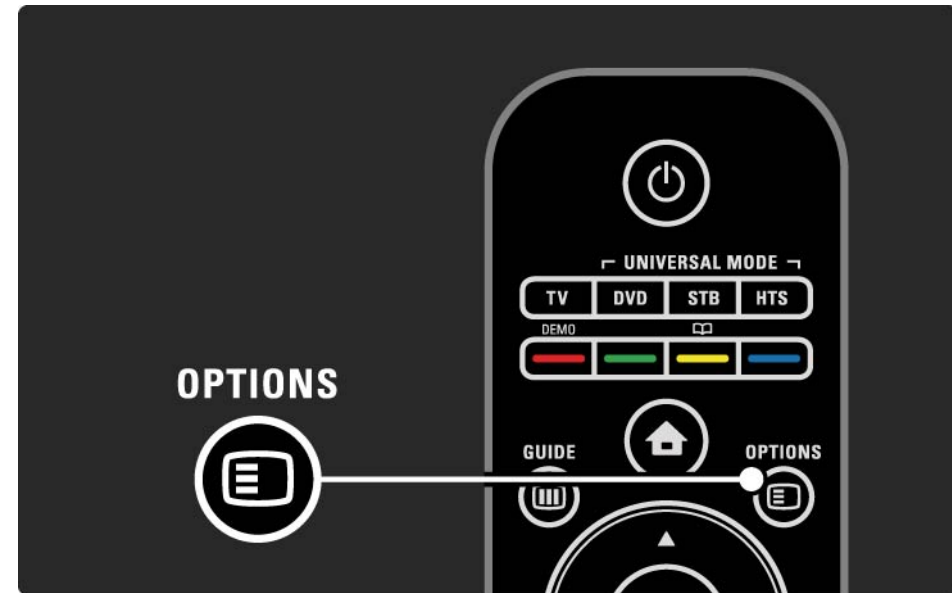 UNIVERSAL MODE
TV DVD STB HTS
DEMO
OPTIONS
GUIDE
OPTIONS